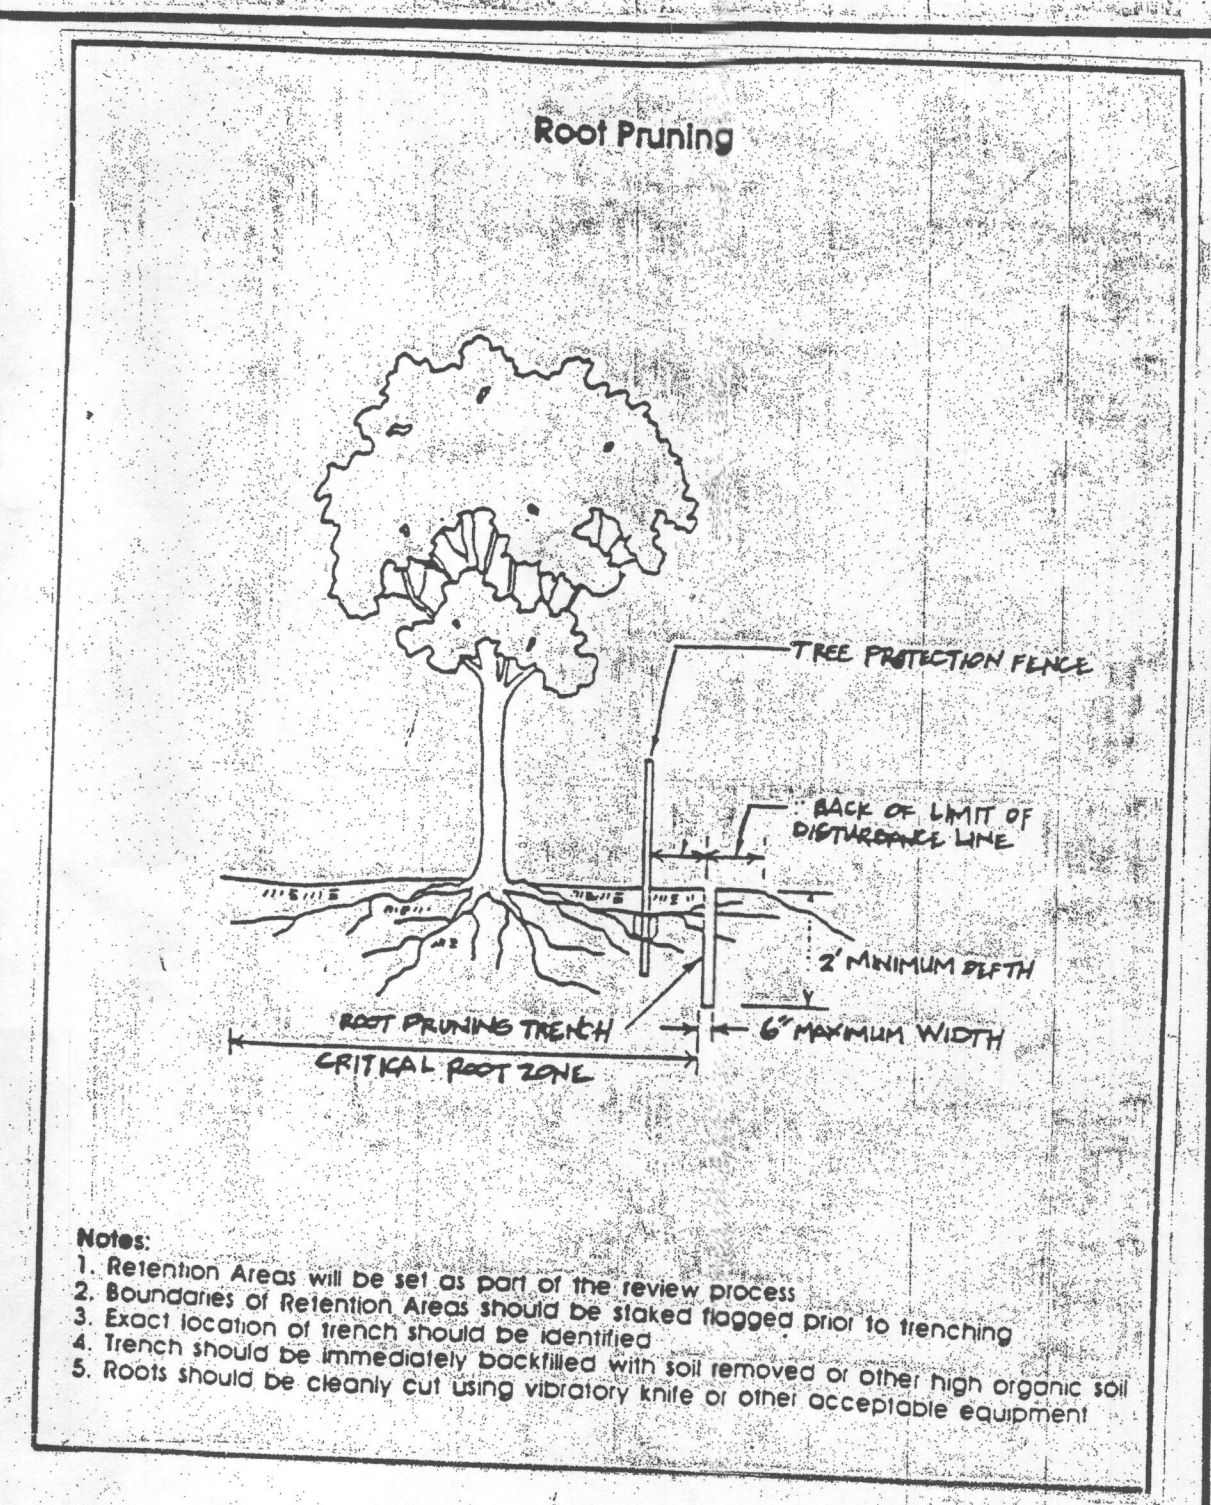 Root Pruning
TREE PROTECTION FENCE
BACK OF LIMIT OF
DISTURBANCE LINE
2' MINIMUM DEPTH
ROOT PRUNING TRENCH
6" MAXIMUM WIDTH
CRITICAL ROOT ZONE
Notes:
1. Retention Areas will be set as part of the review process
2. Boundaries of Retention Areas should be staked flagged prior to trenching
3. Exact location of trench should be identified
4. Trench should be immediately backfilled with soil removed or other high organic soil
5. Roots should be cleanly cut using vibratory knife or other acceptable equipment